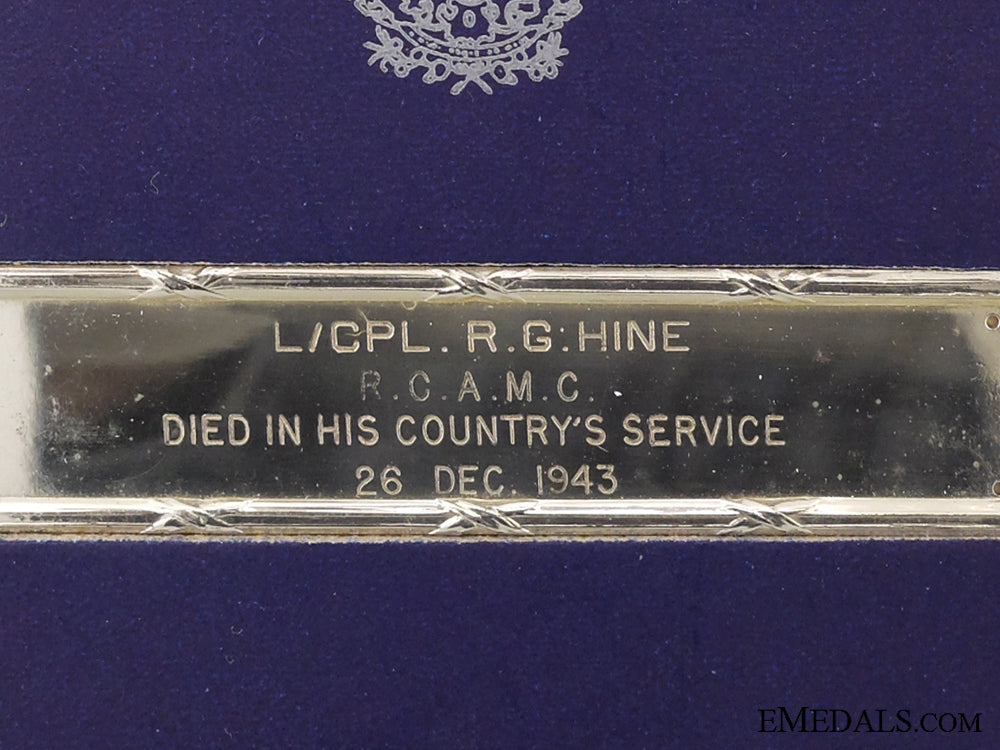 L/CPL. R.G:HINE
R.C.A.M.C.
DIED IN HIS COUNTRY'S SERVICE
26 DEC. 1943
EMEDALS.COM